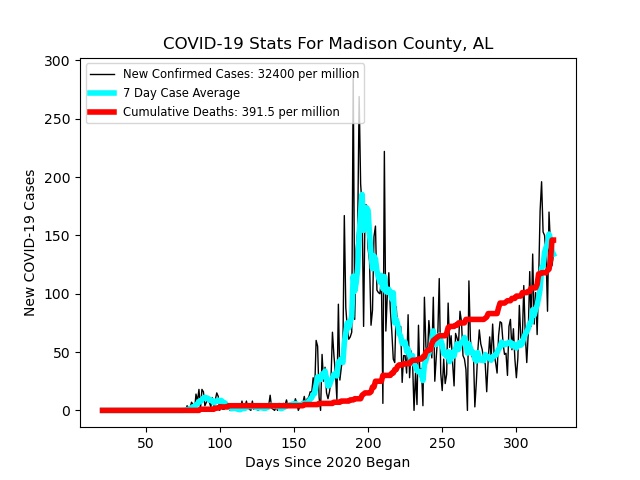 COVID-19 Stats For Madison County, AL
300
250
200
150
100
50
0
New COVID-19 Cases
New Confirmed Cases: 32400 per million
7 Day Case Average
Cumulative Deaths: 391.5 per million
50 100 150 200 250 300
Days Since 2020 Began